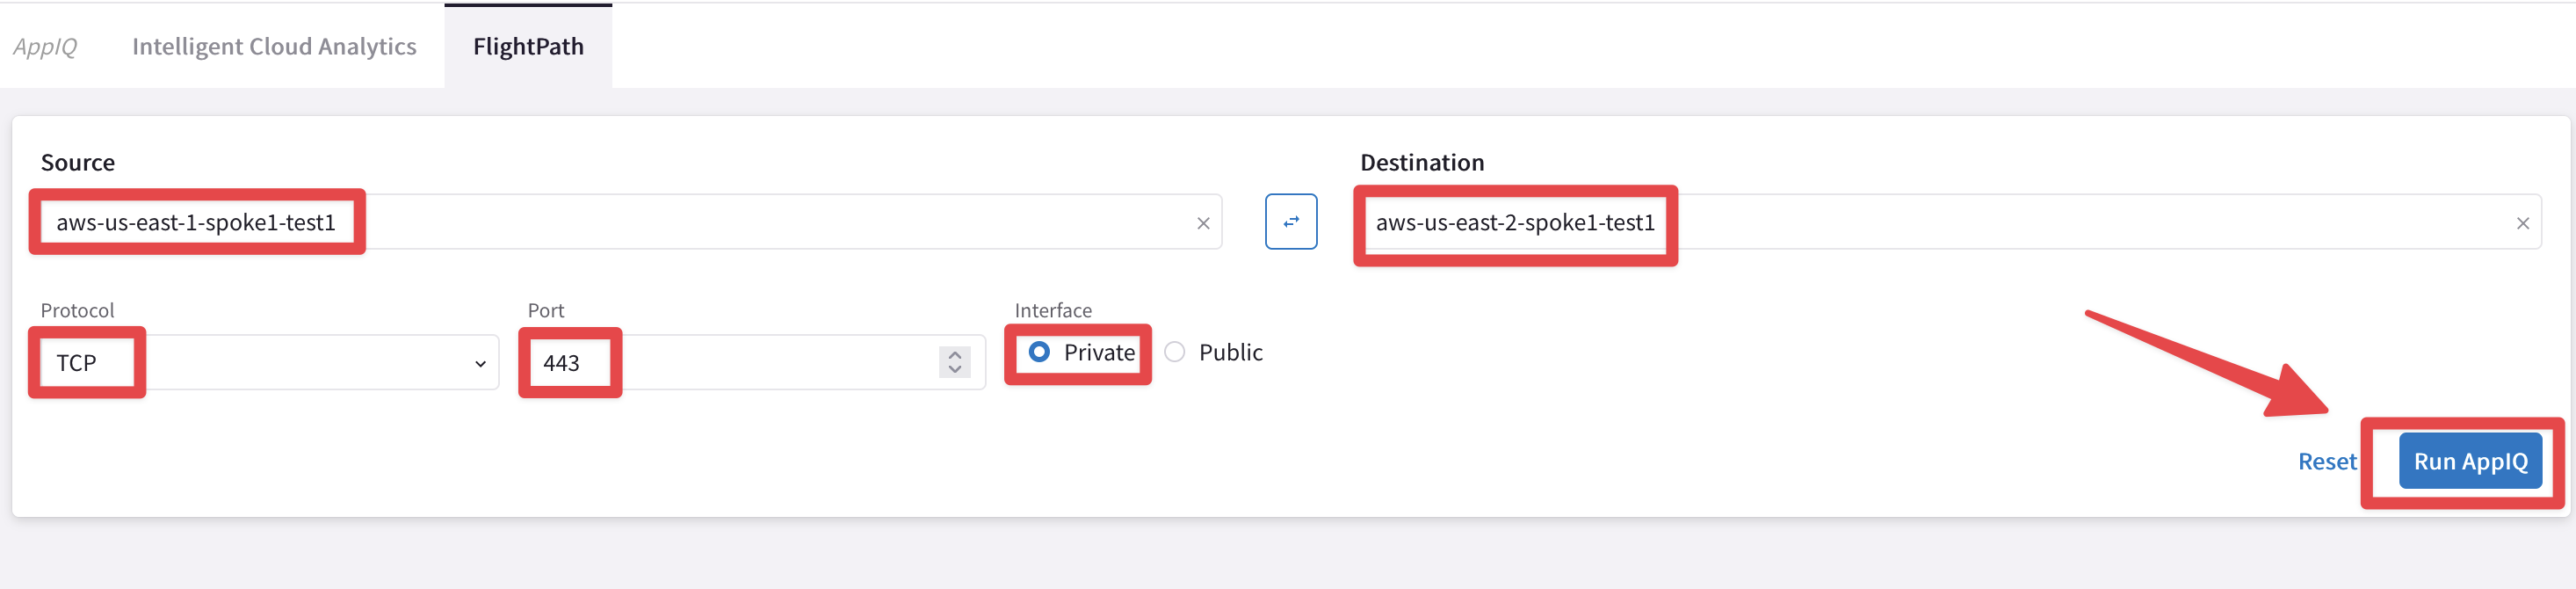 AppIQ Intelligent Cloud Analytics FlightPath
Source Destination
aws-us-east-1-spoke1-test1 aws-us-east-2-spoke1-test1
Protocol Port Interface
TCP 443 Private Public
Reset Run AppIQ